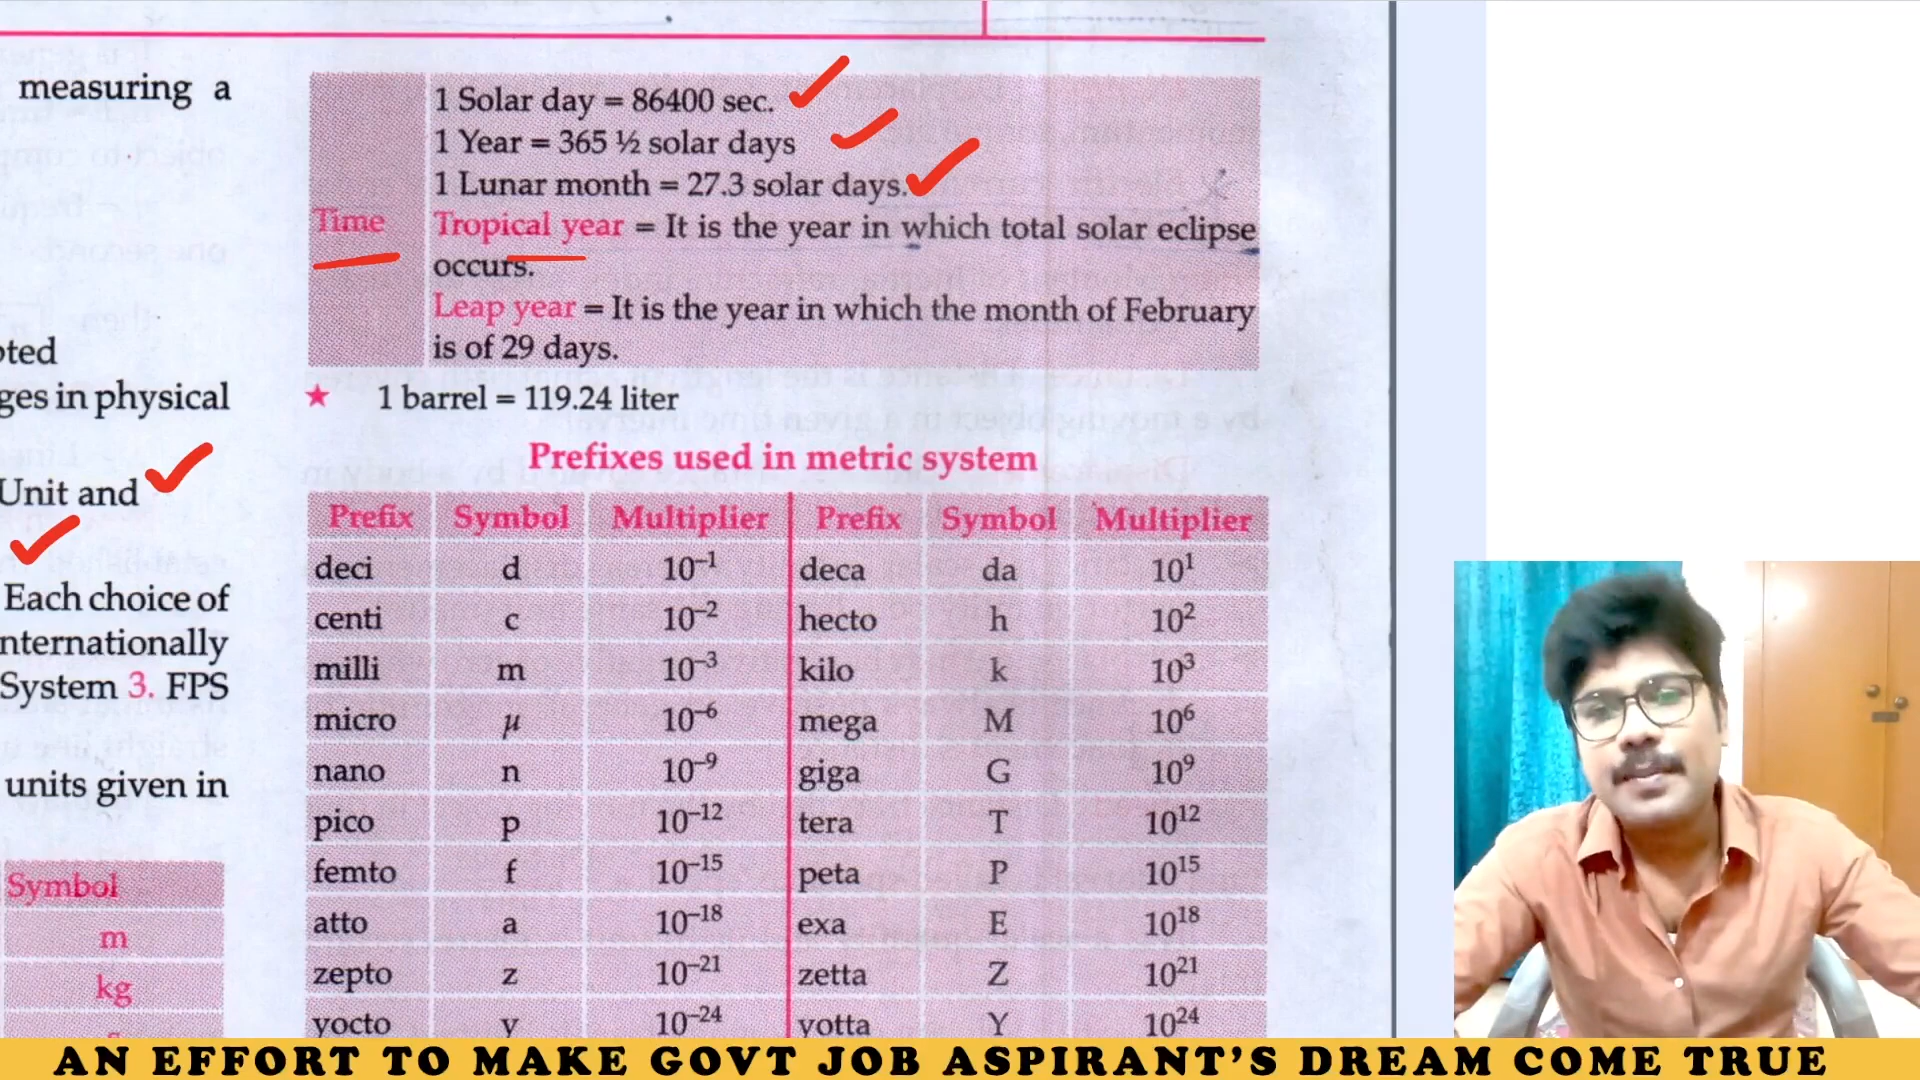 measuring a
oted
ges in physical
Unit and
Each choice of
nternationally
System 3. FPS
units given in
Symbol
m
kg
Time
1 Solar day = 86400 sec.
1 Year = 365 ½ solar days
1 Lunar month = 27.3 solar days.
Tropical year = It is the year in which total solar eclipse
occurs.
Leap year = It is the year in which the month of February
is of 29 days.
★ 1 barrel = 119.24 liter
Prefixes used in metric system
Prefix Symbol Multiplier Prefix Symbol Multiplier
deci d 10⁻¹ deca da 10¹
centi c 10⁻² hecto h 10²
milli m 10⁻³ kilo k 10³
micro μ 10⁻⁶ mega M 10⁶
nano n 10⁻⁹ giga G 10⁹
pico p 10⁻¹² tera T 10¹²
femto f 10⁻¹⁵ peta P 10¹⁵
atto a 10⁻¹⁸ exa E 10¹⁸
zepto z 10⁻²¹ zetta Z 10²¹
yocto y 10⁻²⁴ yotta Y 10²⁴
AN EFFORT TO MAKE GOVT JOB ASPIRANT'S DREAM COME TRUE